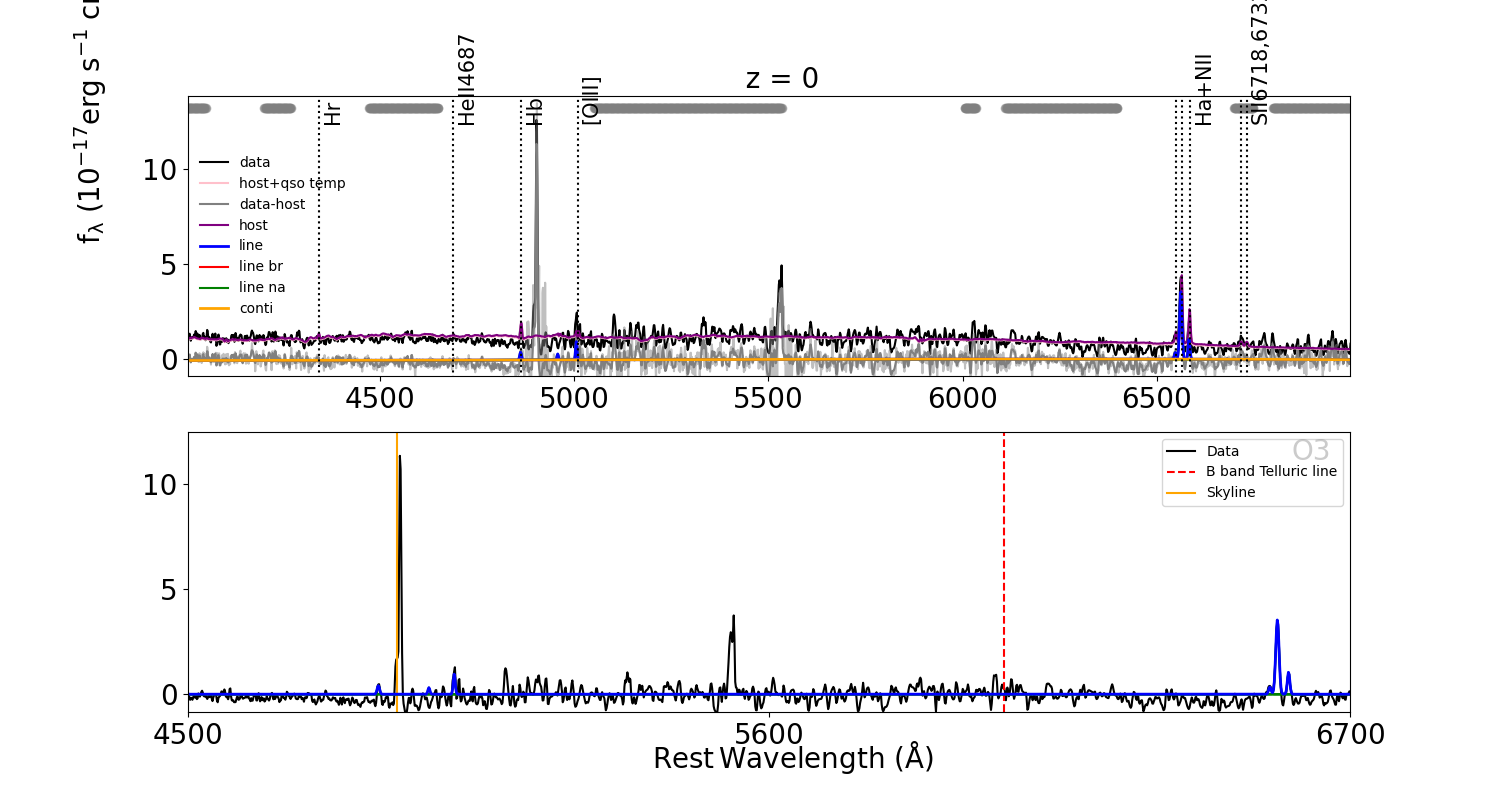 z = 0
Hr
HeII4687
Hb
[OIII]
Ha+NII
SII6718,673
f_λ (10^−17 erg s^−1 c
10
5
0
data
host+qso temp
data-host
host
line
line br
line na
conti
4500 5000 5500 6000 6500
10
5
0
O3
Data
B band Telluric line
Skyline
4500 5600 6700
Rest Wavelength (Å)